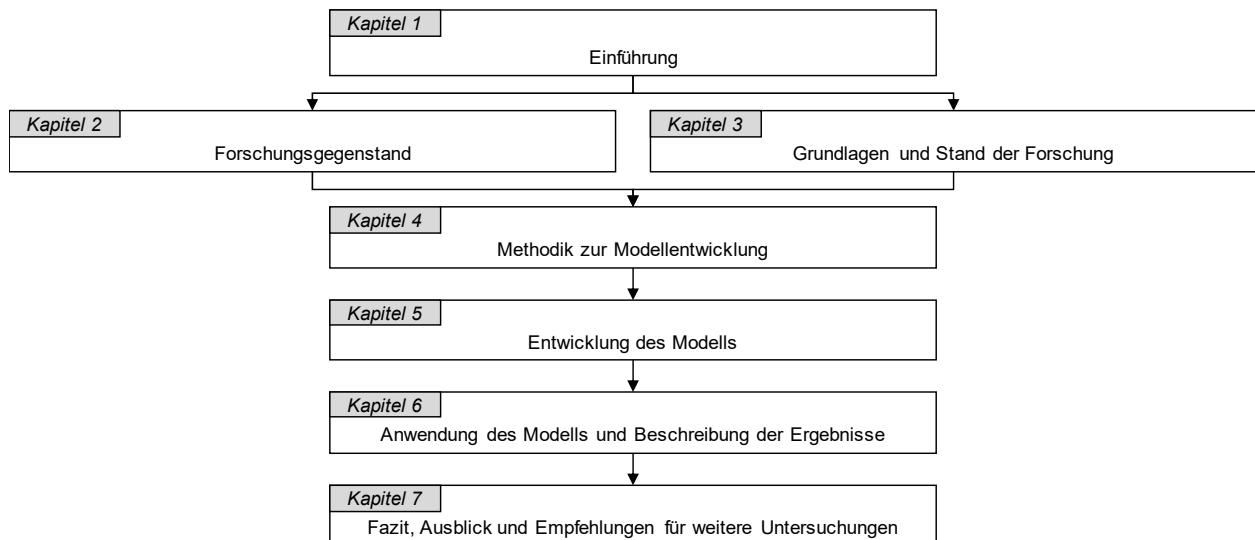 Kapitel 1
Einführung
Kapitel 2
Forschungsgegenstand
Kapitel 3
Grundlagen und Stand der Forschung
Kapitel 4
Methodik zur Modellentwicklung
Kapitel 5
Entwicklung des Modells
Kapitel 6
Anwendung des Modells und Beschreibung der Ergebnisse
Kapitel 7
Fazit, Ausblick und Empfehlungen für weitere Untersuchungen